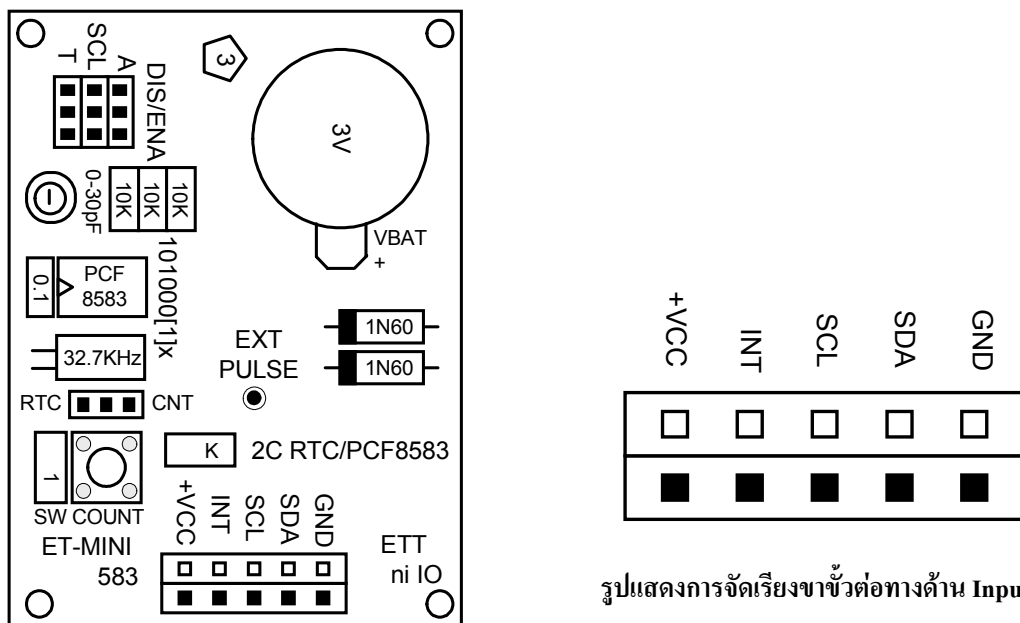 T
SCL
A
DIS/ENA
3
3V
VBAT
+
0-30pF
10K
10K
10K
101000[1]x
0.1
PCF
8583
32.7KHz
1N60
1N60
EXT
PULSE
RTC
CNT
1
SW COUNT
K
2C RTC/PCF8583
ET-MINI
583
+VCC
INT
SCL
SDA
GND
ETT
ni IO
+VCC
INT
SCL
SDA
GND
รูปแสดงการจัดเรียงขาขั้วต่อทางด้าน Inpu